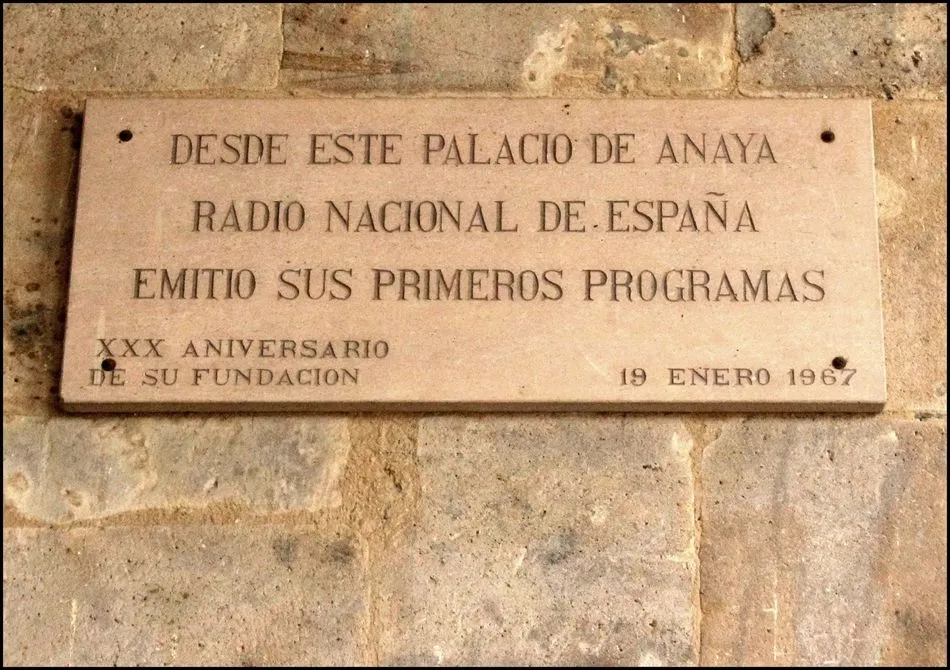 DESDE ESTE PALACIO DE ANAYA
RADIO NACIONAL DE ESPAÑA
EMITIO SUS PRIMEROS PROGRAMAS
XXX ANIVERSARIO
DE SU FUNDACION
19 ENERO 1967